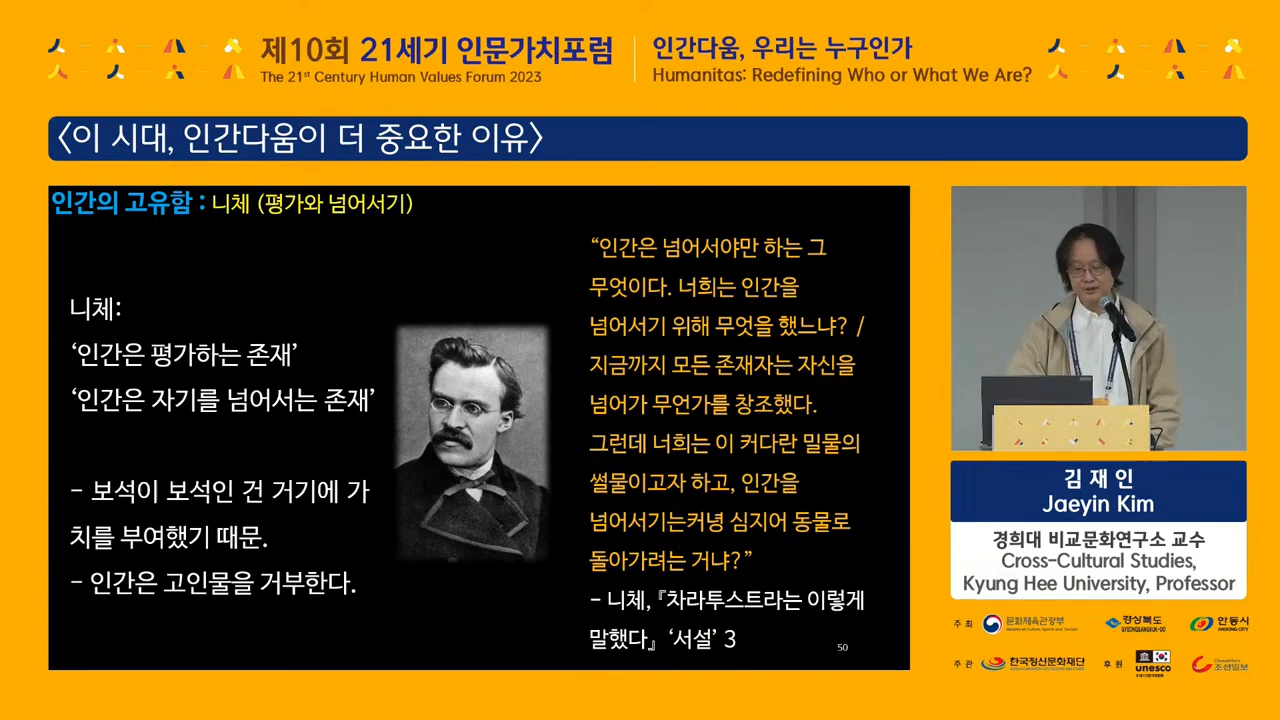 제10회 21세기 인문가치포럼
The 21st Century Human Values Forum 2023
인간다움, 우리는 누구인가
Humanitas: Redefining Who or What We Are?
〈이 시대, 인간다움이 더 중요한 이유〉
인간의 고유함 : 니체 (평가와 넘어서기)
니체:
‘인간은 평가하는 존재’
‘인간은 자기를 넘어서는 존재’
- 보석이 보석인 건 거기에 가
치를 부여했기 때문.
- 인간은 고인물을 거부한다.
“인간은 넘어서야만 하는 그
무엇이다. 너희는 인간을
넘어서기 위해 무엇을 했느냐? /
지금까지 모든 존재자는 자신을
넘어가 무언가를 창조했다.
그런데 너희는 이 커다란 밀물의
썰물이고자 하고, 인간을
넘어서기는커녕 심지어 동물로
돌아가려는 거냐?”
- 니체, 『차라투스트라는 이렇게
말했다』 ‘서설’ 3
50
김 재 인
Jaeyin Kim
경희대 비교문화연구소 교수
Cross-Cultural Studies,
Kyung Hee University, Professor
주 최 문화체육관광부 경상북도 안동시
GYEONGSANGBUK-DO ANDONG CITY
주 관 한국정신문화재단 후 원 unesco 조선일보